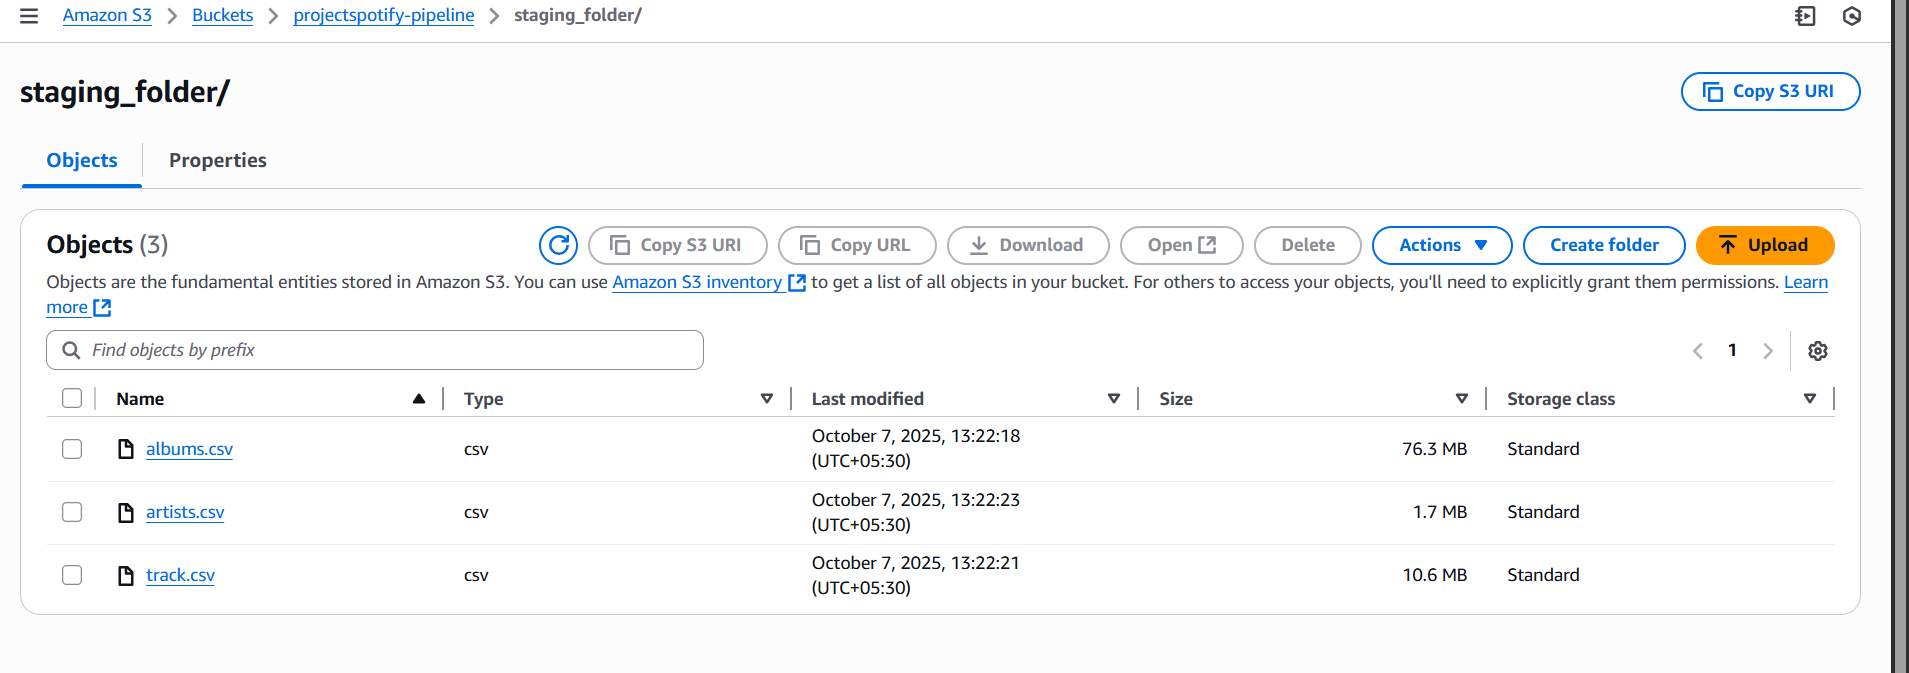 Amazon S3 > Buckets > projectspotify-pipeline > staging_folder/
staging_folder/
Copy S3 URI
Objects
Properties
Objects (3)
Copy S3 URI
Copy URL
Download
Open
Delete
Actions
Create folder
Upload
Objects are the fundamental entities stored in Amazon S3. You can use Amazon S3 inventory to get a list of all objects in your bucket. For others to access your objects, you'll need to explicitly grant them permissions. Learn
more
Find objects by prefix
1
Name Type Last modified Size Storage class
albums.csv csv October 7, 2025, 13:22:18 (UTC+05:30) 76.3 MB Standard
artists.csv csv October 7, 2025, 13:22:23 (UTC+05:30) 1.7 MB Standard
track.csv csv October 7, 2025, 13:22:21 (UTC+05:30) 10.6 MB Standard